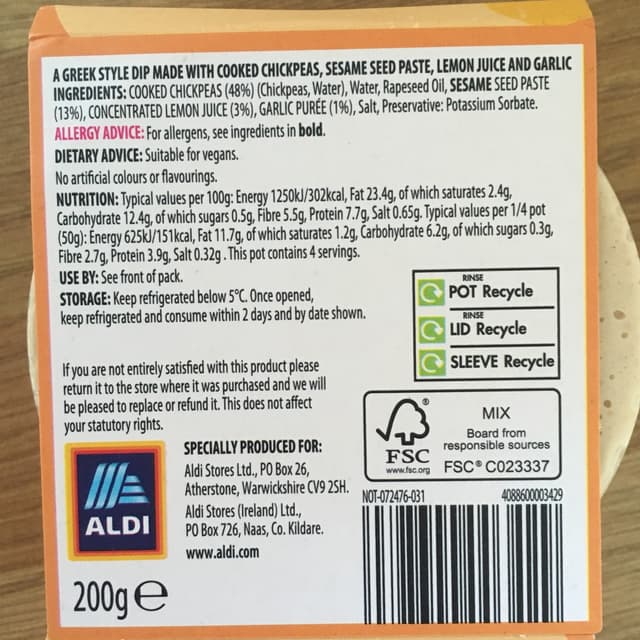 A GREEK STYLE DIP MADE WITH COOKED CHICKPEAS, SESAME SEED PASTE, LEMON JUICE AND GARLIC
INGREDIENTS: COOKED CHICKPEAS (48%) (Chickpeas, Water), Water, Rapeseed Oil, SESAME SEED PASTE
(13%), CONCENTRATED LEMON JUICE (3%), GARLIC PURÉE (1%), Salt, Preservative: Potassium Sorbate.
ALLERGY ADVICE: For allergens, see ingredients in bold.
DIETARY ADVICE: Suitable for vegans.
No artificial colours or flavourings.
NUTRITION: Typical values per 100g: Energy 1250kJ/302kcal, Fat 23.4g, of which saturates 2.4g,
Carbohydrate 12.4g, of which sugars 0.5g, Fibre 5.5g, Protein 7.7g, Salt 0.65g. Typical values per 1/4 pot
(50g): Energy 625kJ/151kcal, Fat 11.7g, of which saturates 1.2g, Carbohydrate 6.2g, of which sugars 0.3g,
Fibre 2.7g, Protein 3.9g, Salt 0.32g . This pot contains 4 servings.
USE BY: See front of pack.
STORAGE: Keep refrigerated below 5°C. Once opened,
keep refrigerated and consume within 2 days and by date shown.
RINSE
POT Recycle
RINSE
LID Recycle
SLEEVE Recycle
If you are not entirely satisfied with this product please
return it to the store where it was purchased and we will
be pleased to replace or refund it. This does not affect
your statutory rights.
FSC ®
www.fsc.org
MIX
Board from
responsible sources
FSC® C023337
ALDI
SPECIALLY PRODUCED FOR:
Aldi Stores Ltd., PO Box 26,
Atherstone, Warwickshire CV9 2SH.
Aldi Stores (Ireland) Ltd.,
PO Box 726, Naas, Co. Kildare.
www.aldi.com
NOT-072476-031 4088600003429
200g e